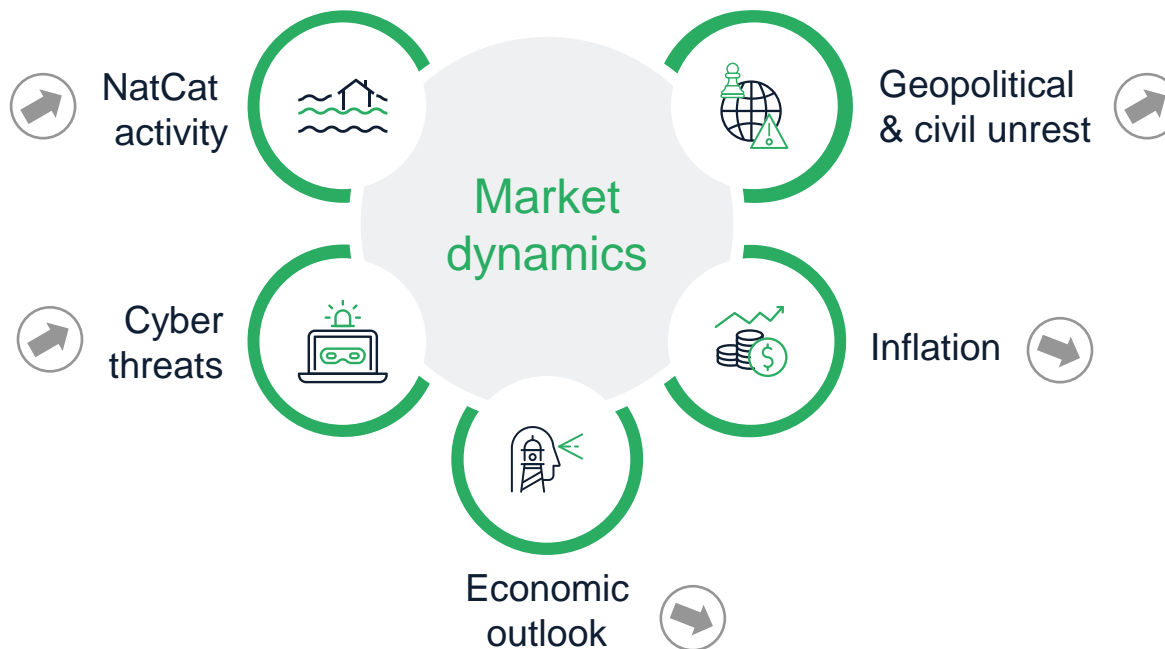 NatCat
activity
Geopolitical
& civil unrest
Market
dynamics
Cyber
threats
Inflation
Economic
outlook